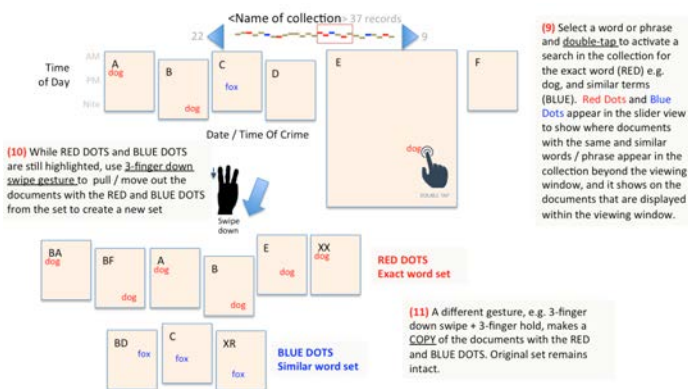 <Name of collection> 37 records
22
9
AM
PM
Nite
Time
of Day
A
dog
B
dog
C
fox
D
E
dog
DOUBLE TAP
F
Date / Time Of Crime
(9) Select a word or phrase
and double-tap to activate a
search in the collection for
the exact word (RED) e.g.
dog, and similar terms
(BLUE). Red Dots and Blue
Dots appear in the slider view
to show where documents
with the same and similar
words / phrase appear in the
collection beyond the viewing
window, and it shows on the
documents that are displayed
within the viewing window.
(10) While RED DOTS and BLUE DOTS
are still highlighted, use 3-finger down
swipe gesture to pull / move out the
documents with the RED and BLUE DOTS
from the set to create a new set
Swipe
down
BA
dog
BF
dog
A
dog
B
dog
E
dog
XX
dog
RED DOTS
Exact word set
BD
fox
C
fox
XR
fox
BLUE DOTS
Similar word set
(11) A different gesture, e.g. 3-finger
down swipe + 3-finger hold, makes a
COPY of the documents with the RED
and BLUE DOTS. Original set remains
intact.